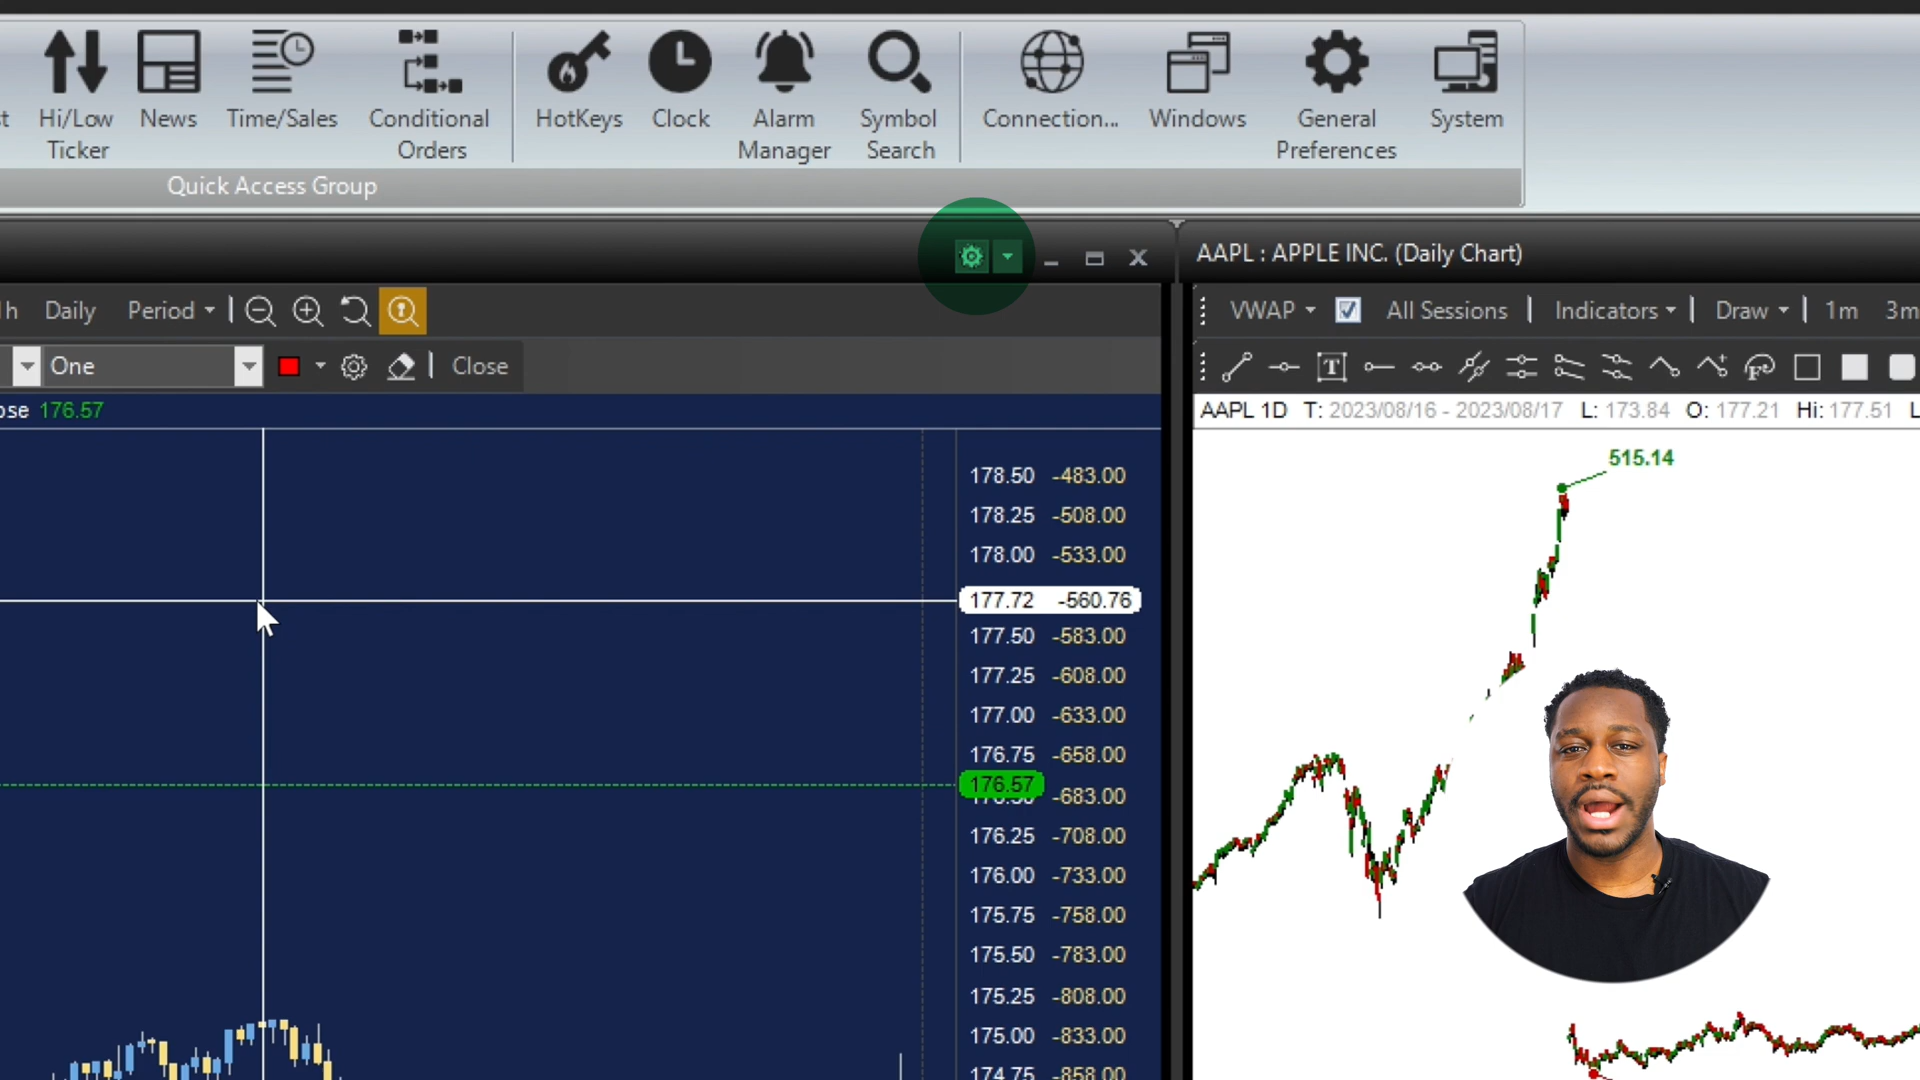 t
Hi/Low
Ticker
News
Time/Sales
Conditional
Orders
HotKeys
Clock
Alarm
Manager
Symbol
Search
Connection...
Windows
General
Preferences
System
Quick Access Group
AAPL : APPLE INC. (Daily Chart)
h Daily Period
VWAP All Sessions Indicators Draw 1m 3m
One Close
T
ose 176.57
AAPL 1D T: 2023/08/16 - 2023/08/17 L: 173.84 O: 177.21 Hi: 177.51 L
515.14
178.50 -483.00
178.25 -508.00
178.00 -533.00
177.72 -560.76
177.50 -583.00
177.25 -608.00
177.00 -633.00
176.75 -658.00
176.57
-683.00
176.25 -708.00
176.00 -733.00
175.75 -758.00
175.50 -783.00
175.25 -808.00
175.00 -833.00
174.75 -858.00